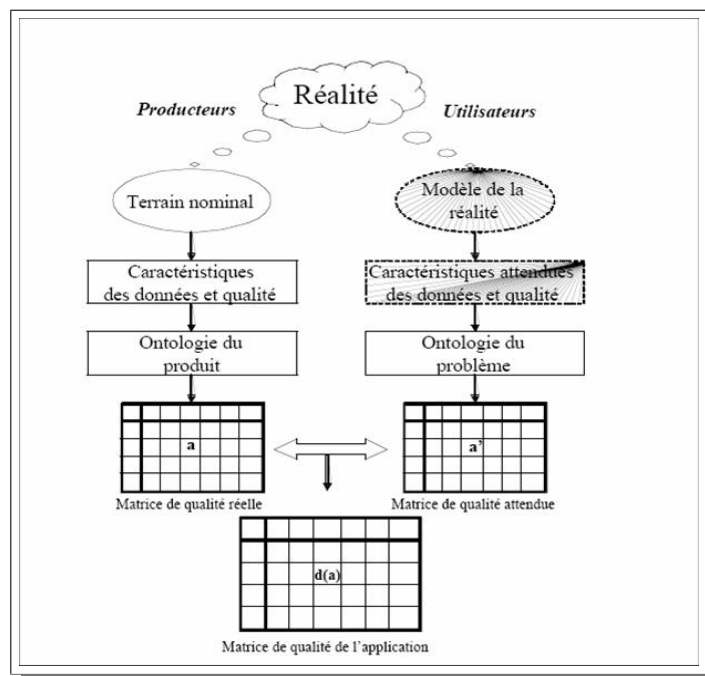 Réalité
Producteurs
Utilisateurs
Terrain nominal
Modèle de la
réalité
Caractéristiques
des données et qualité
Caractéristiques attendues
des données et qualité
Ontologie du
produit
Ontologie du
problème
a
a’
Matrice de qualité réelle
Matrice de qualité attendue
d(a)
Matrice de qualité de l’application